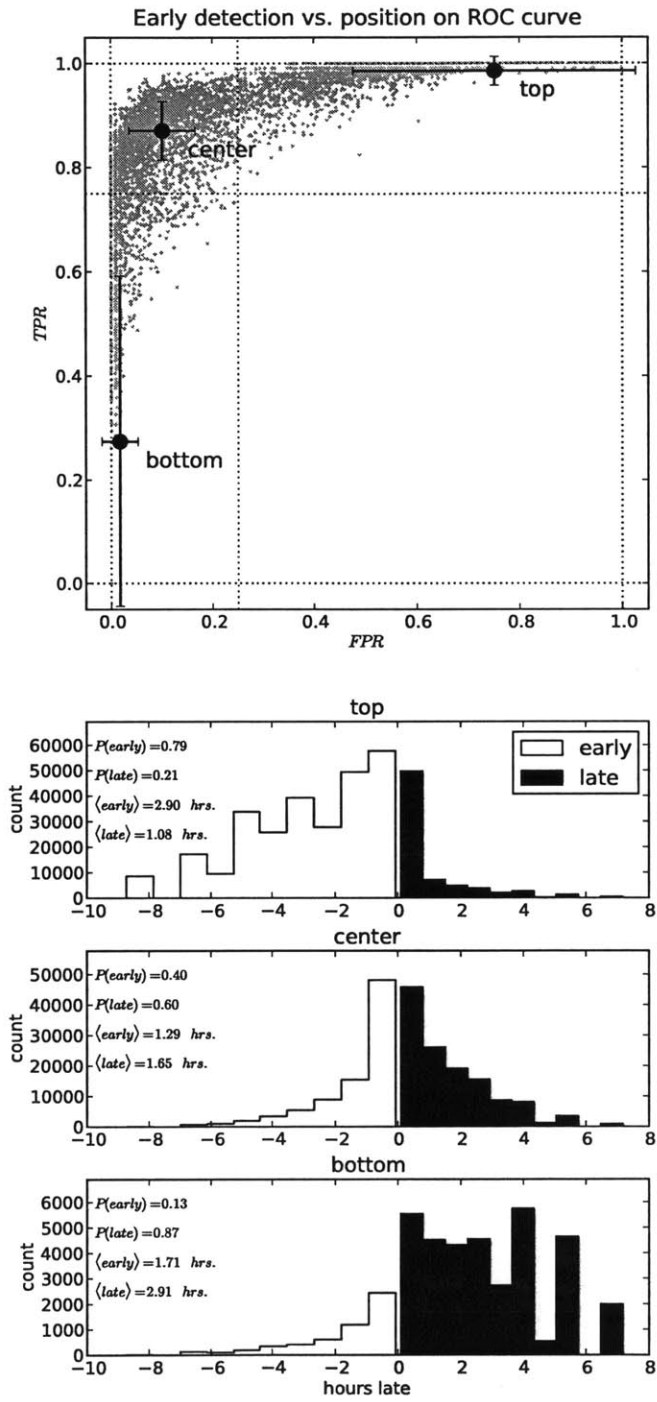 Early detection vs. position on ROC curve
1.0
0.8
0.6
0.4
0.2
0.0
TPR
top
center
bottom
0.0 0.2 0.4 0.6 0.8 1.0
FPR
top
60000
50000
40000
30000
20000
10000
0
count
P(early)=0.79
P(late)=0.21
⟨early⟩=2.90 hrs.
⟨late⟩=1.08 hrs.
early
late
−10 −8 −6 −4 −2 0 2 4 6 8
center
50000
40000
30000
20000
10000
0
count
P(early)=0.40
P(late)=0.60
⟨early⟩=1.29 hrs.
⟨late⟩=1.65 hrs.
−10 −8 −6 −4 −2 0 2 4 6 8
bottom
6000
5000
4000
3000
2000
1000
0
count
P(early)=0.13
P(late)=0.87
⟨early⟩=1.71 hrs.
⟨late⟩=2.91 hrs.
−10 −8 −6 −4 −2 0 2 4 6 8
hours late